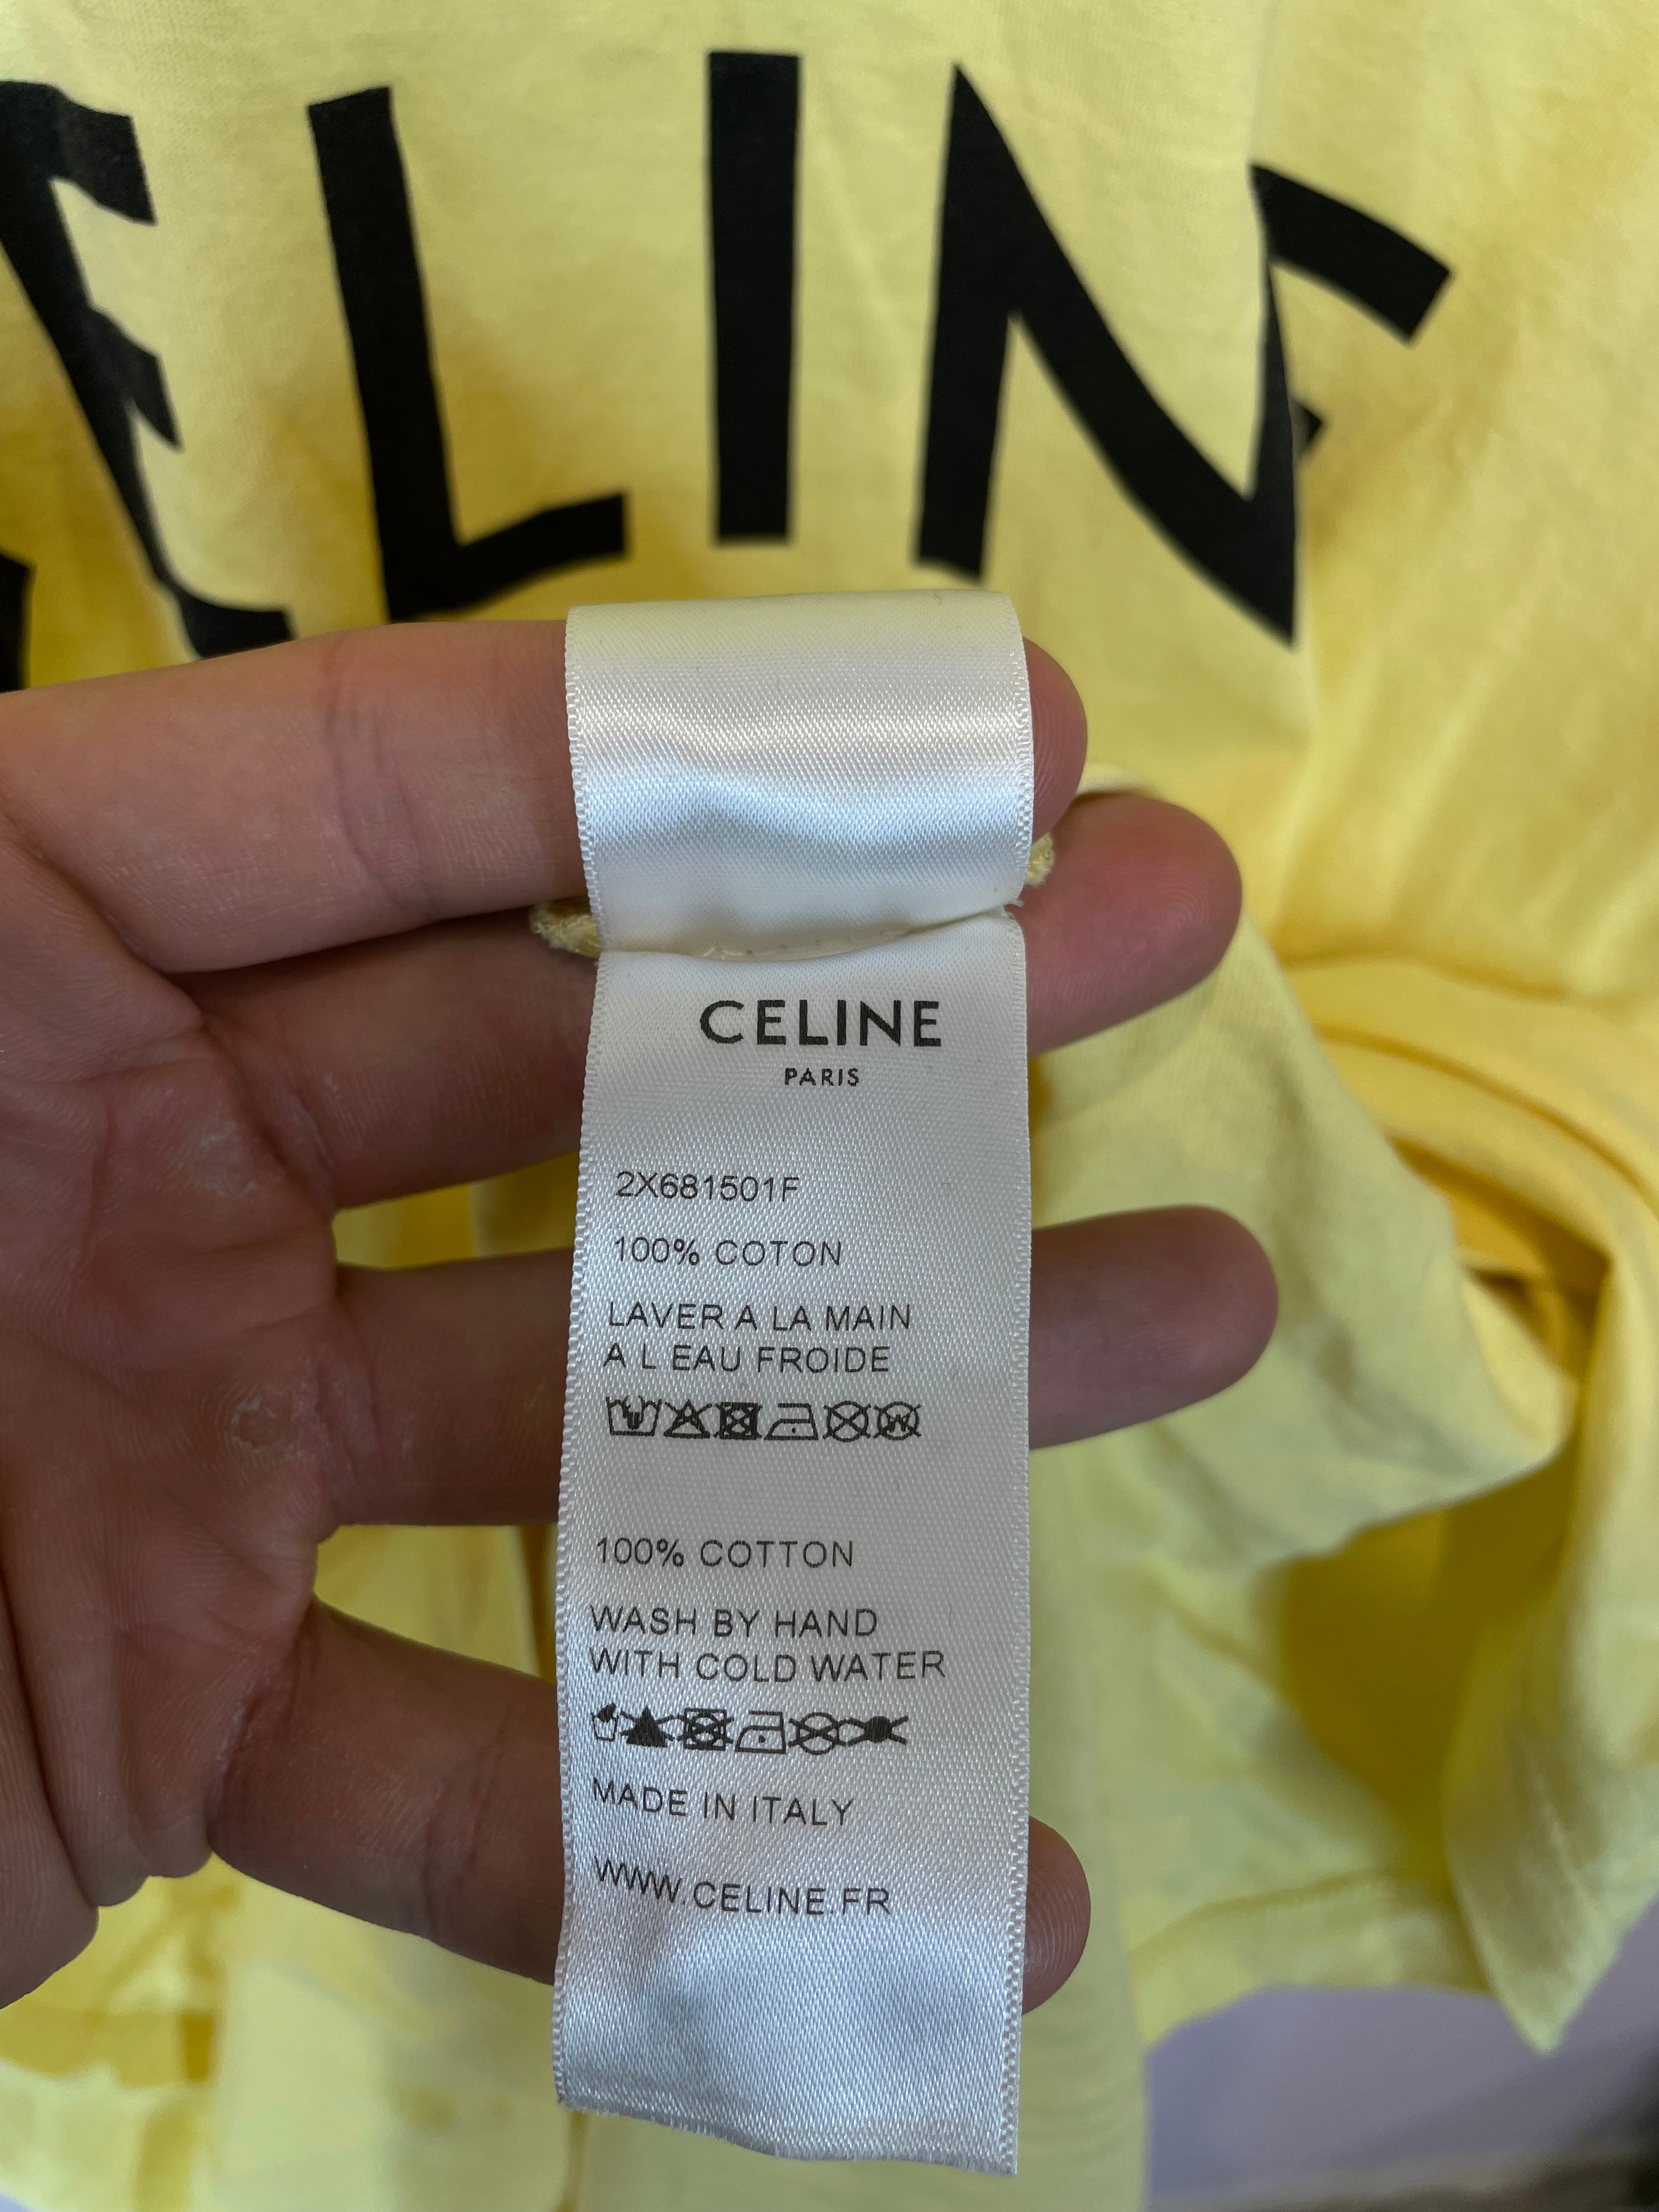 CELINE
CELINE
PARIS
2X681501F
100% COTON
LAVER A LA MAIN
A L EAU FROIDE
100% COTTON
WASH BY HAND
WITH COLD WATER
MADE IN ITALY
WWW.CELINE.FR